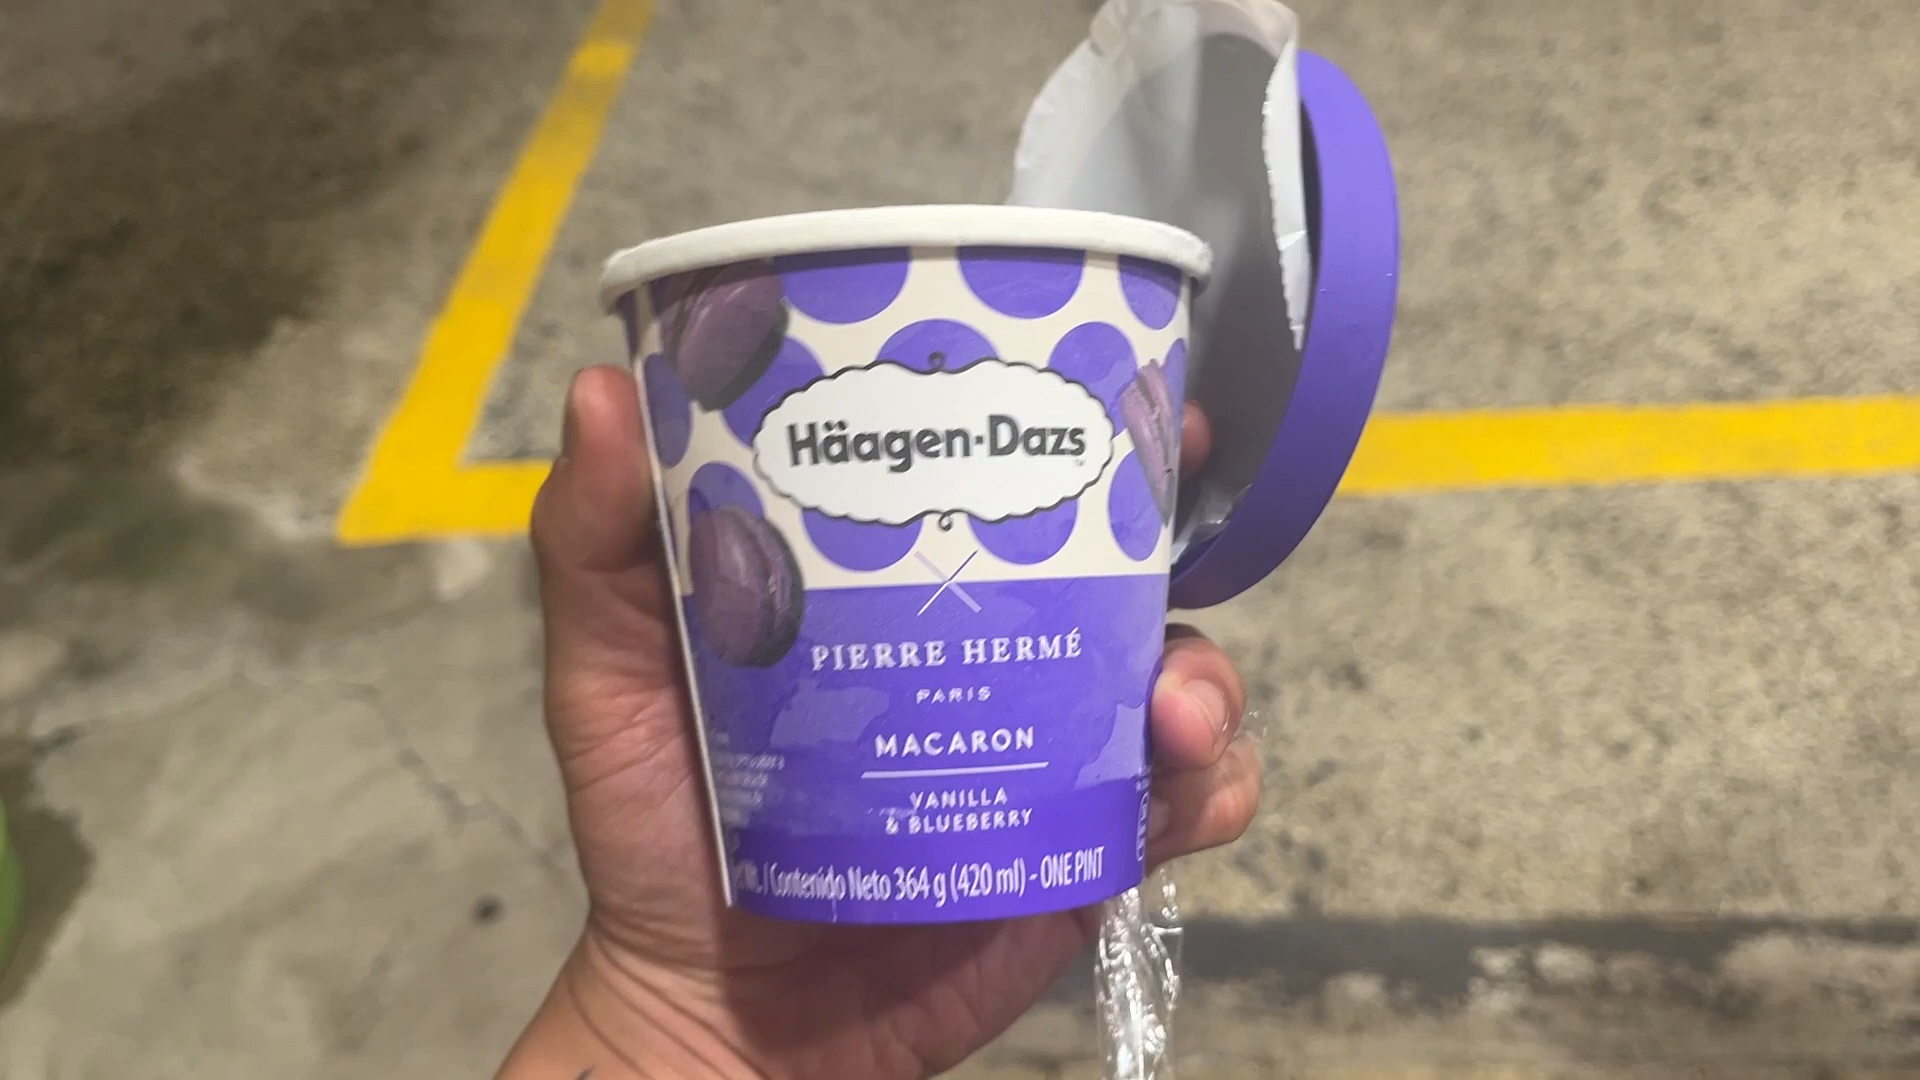 Häagen-Dazs
PIERRE HERMÉ
PARIS
MACARON
VANILLA
& BLUEBERRY
Contenido Neto 364 g (420 ml) - ONE PINT